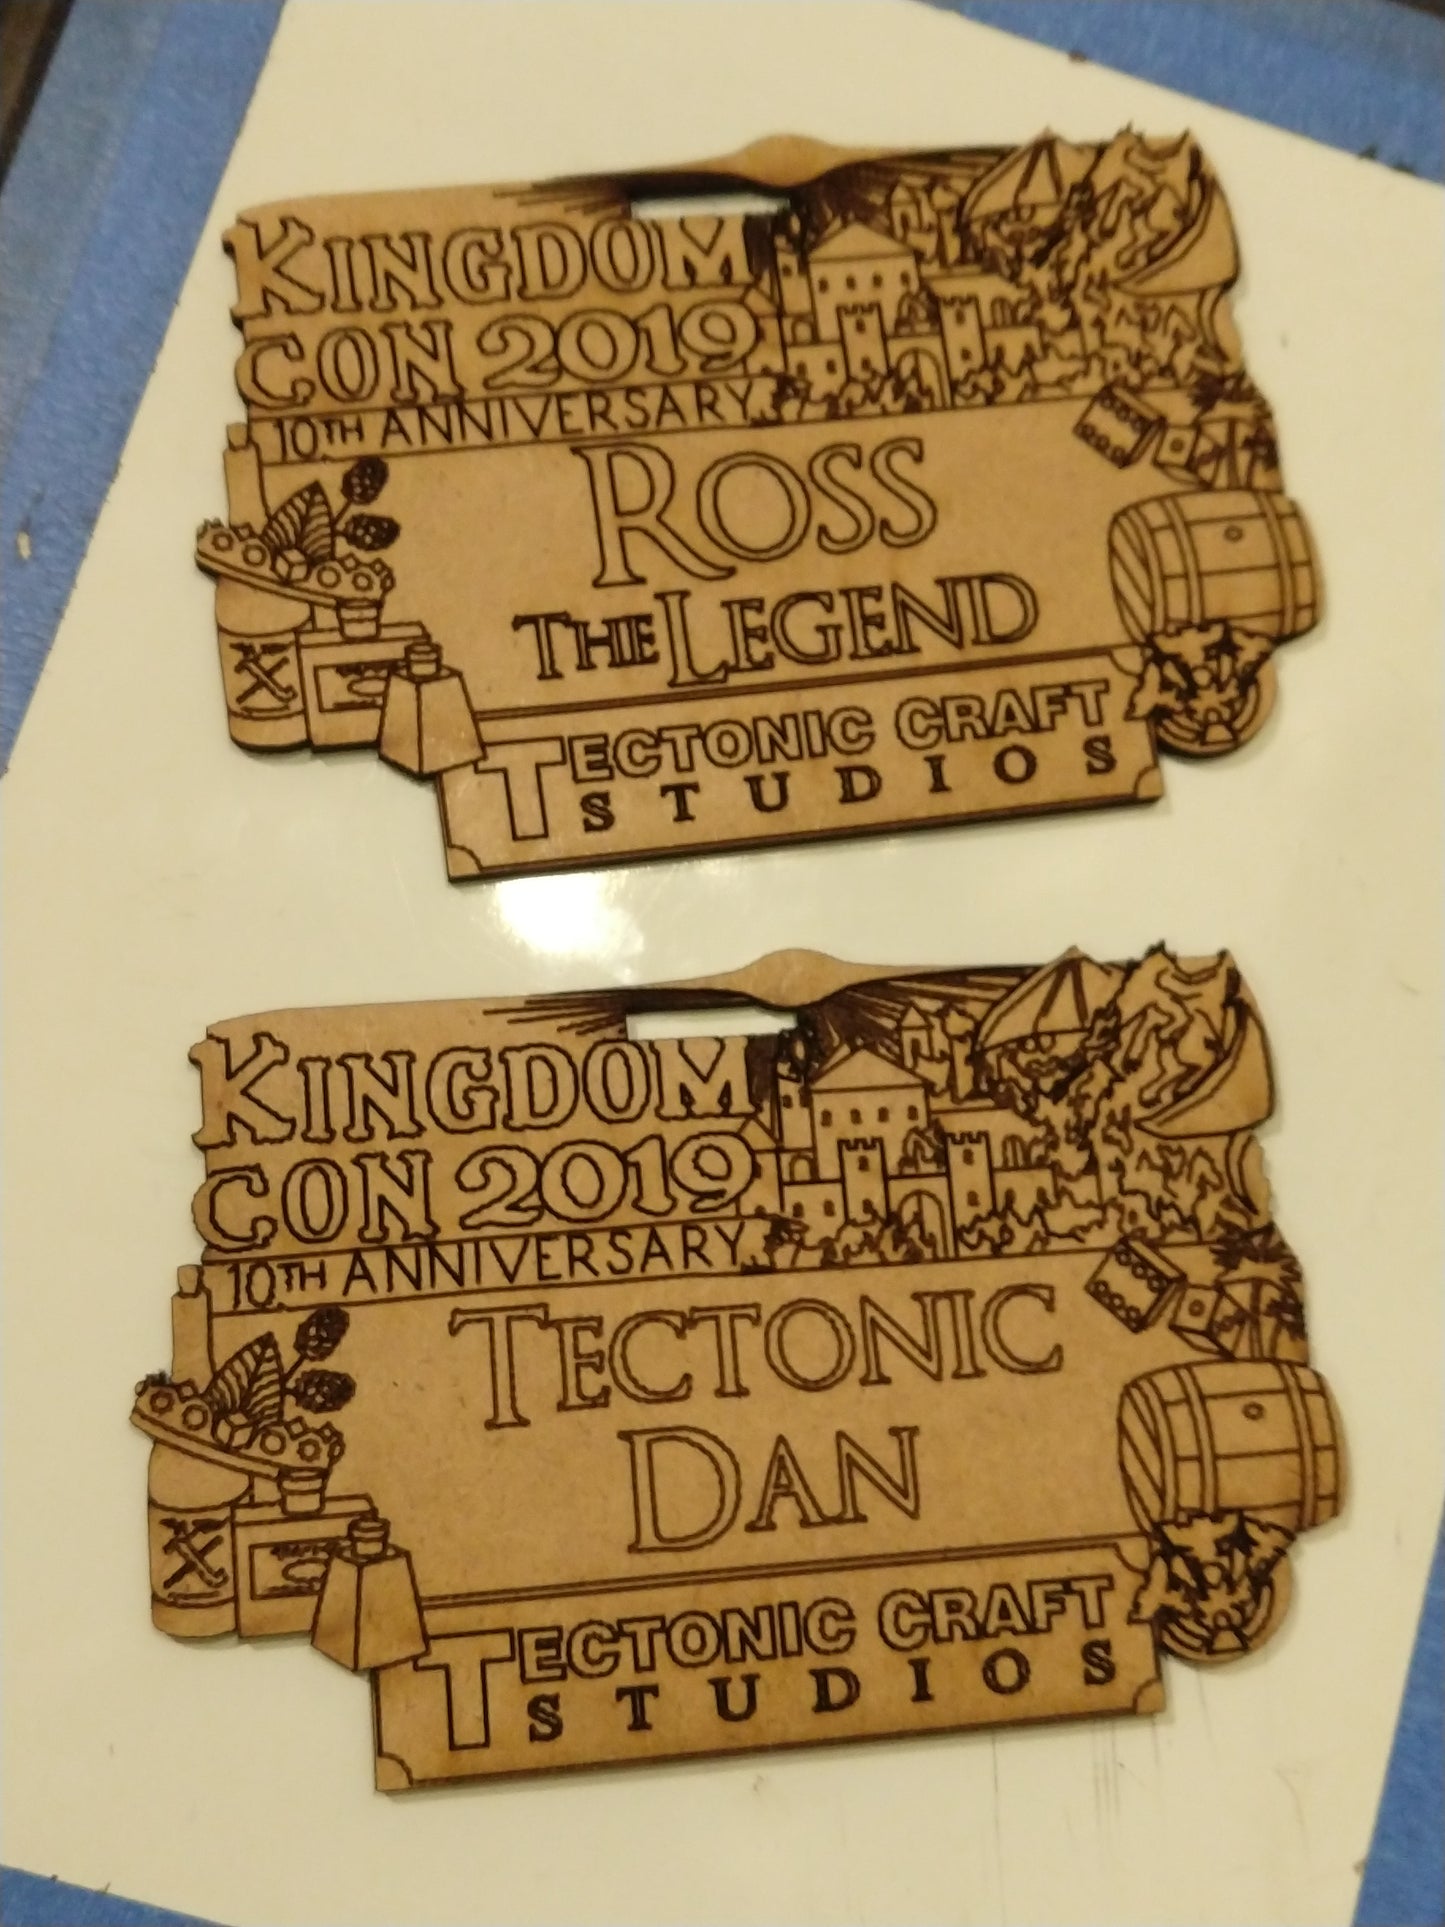 KINGDOM
CON 2019
10TH ANNIVERSARY
ROSS
THE LEGEND
TECTONIC CRAFT
STUDIOS
KINGDOM
CON 2019
10TH ANNIVERSARY
TECTONIC
DAN
TECTONIC CRAFT
STUDIOS